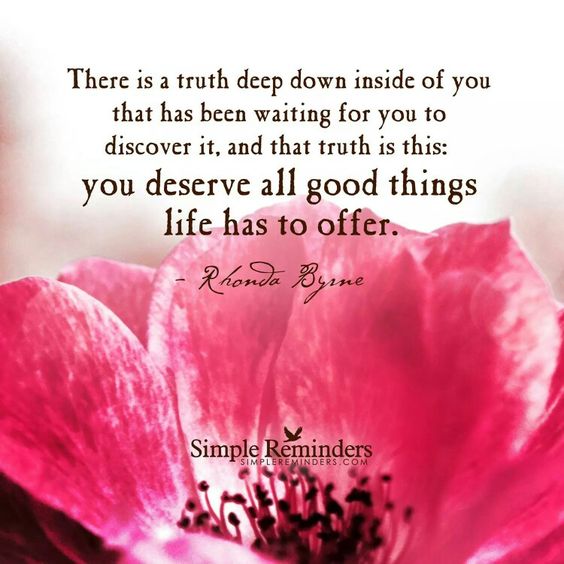 There is a truth deep down inside of you
that has been waiting for you to
discover it, and that truth is this:
you deserve all good things
life has to offer.
- Rhonda Byrne
Simple Reminders
SIMPLEREMINDERS.COM